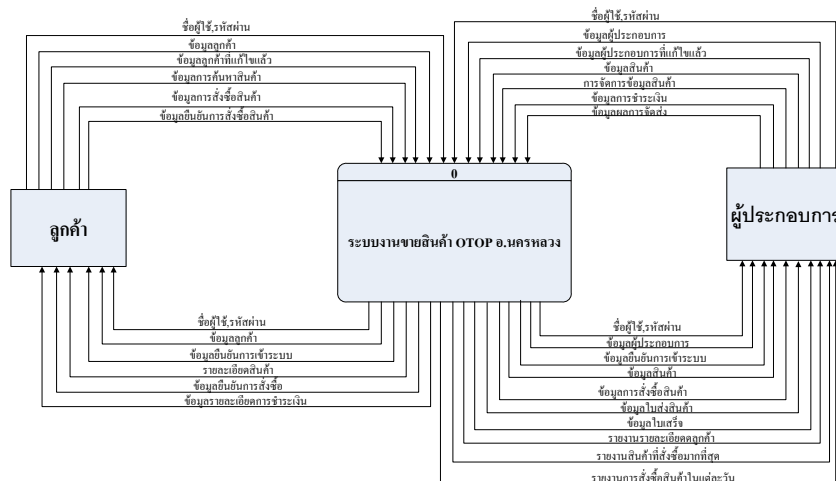 ชื่อผู้ใช้,รหัสผ่าน
ข้อมูลลูกค้า
ข้อมูลลูกค้าที่แก้ไขแล้ว
ข้อมูลการค้นหาสินค้า
ข้อมูลการสั่งซื้อสินค้า
ข้อมูลยืนยันการสั่งซื้อสินค้า
ชื่อผู้ใช้,รหัสผ่าน
ข้อมูลผู้ประกอบการ
ข้อมูลผู้ประกอบการที่แก้ไขแล้ว
ข้อมูลสินค้า
การจัดการข้อมูลสินค้า
ข้อมูลการชำระเงิน
ข้อมูลผลการจัดส่ง
0
ลูกค้า
ระบบงานขายสินค้า OTOP อ.นครหลวง
ผู้ประกอบการ
ชื่อผู้ใช้,รหัสผ่าน
ข้อมูลลูกค้า
ข้อมูลยืนยันการเข้าระบบ
รายละเอียดสินค้า
ข้อมูลยืนยันการสั่งซื้อ
ข้อมูลรายละเอียดการชำระเงิน
ชื่อผู้ใช้,รหัสผ่าน
ข้อมูลผู้ประกอบการ
ข้อมูลยืนยันการเข้าระบบ
ข้อมูลสินค้า
ข้อมูลการสั่งซื้อสินค้า
ข้อมูลใบส่งสินค้า
ข้อมูลใบเสร็จ
รายงานรายละเอียดลูกค้า
รายงานสินค้าที่สั่งซื้อมากที่สุด
รายงานการสั่งซื้อสินค้าในแต่ละวัน